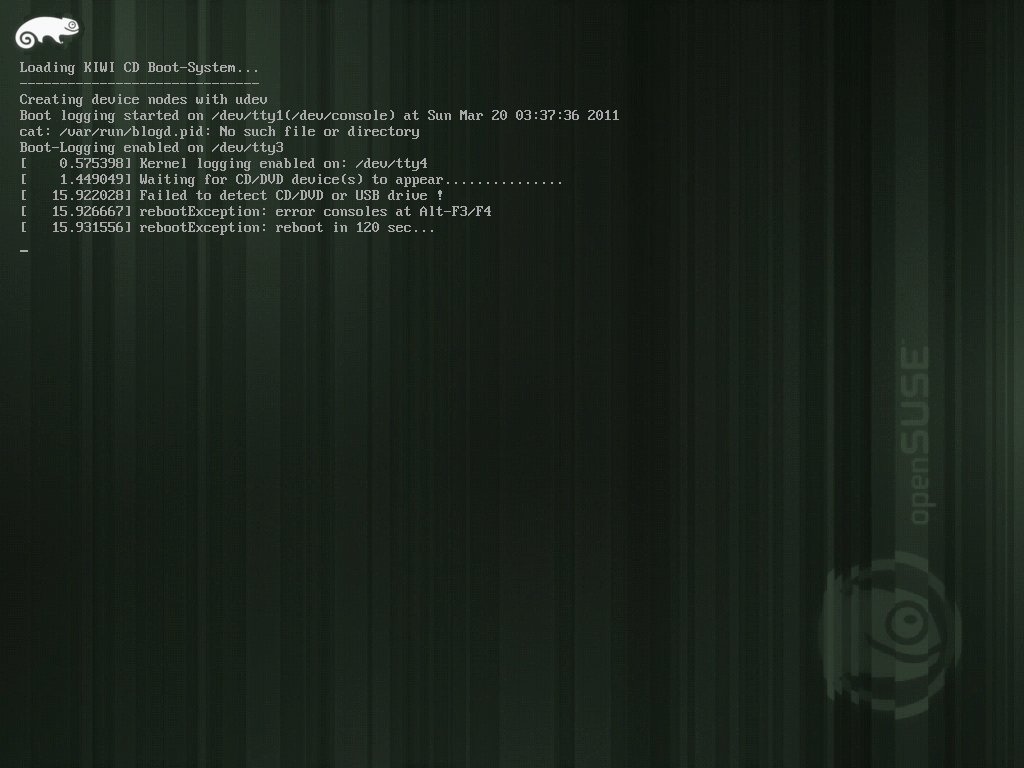 Loading KIWI CD Boot-System...
------------------------------
Creating device nodes with udev
Boot logging started on /dev/tty1(/dev/console) at Sun Mar 20 03:37:36 2011
cat: /var/run/blogd.pid: No such file or directory
Boot-Logging enabled on /dev/tty3
[    0.575398] Kernel logging enabled on: /dev/tty4
[    1.449049] Waiting for CD/DVD device(s) to appear...............
[   15.922028] Failed to detect CD/DVD or USB drive !
[   15.926667] rebootException: error consoles at Alt-F3/F4
[   15.931556] rebootException: reboot in 120 sec...
_
openSUSE